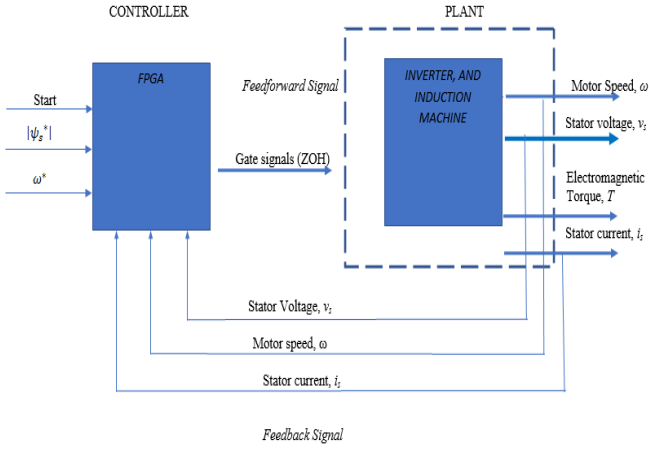 CONTROLLER
PLANT
FPGA
INVERTER, AND
INDUCTION
MACHINE
Feedforward Signal
Start
|ψs*|
ω*
Gate signals (ZOH)
Motor Speed, ω
Stator voltage, vs
Electromagnetic
Torque, T
Stator current, is
Stator Voltage, vs
Motor speed, ω
Stator current, is
Feedback Signal